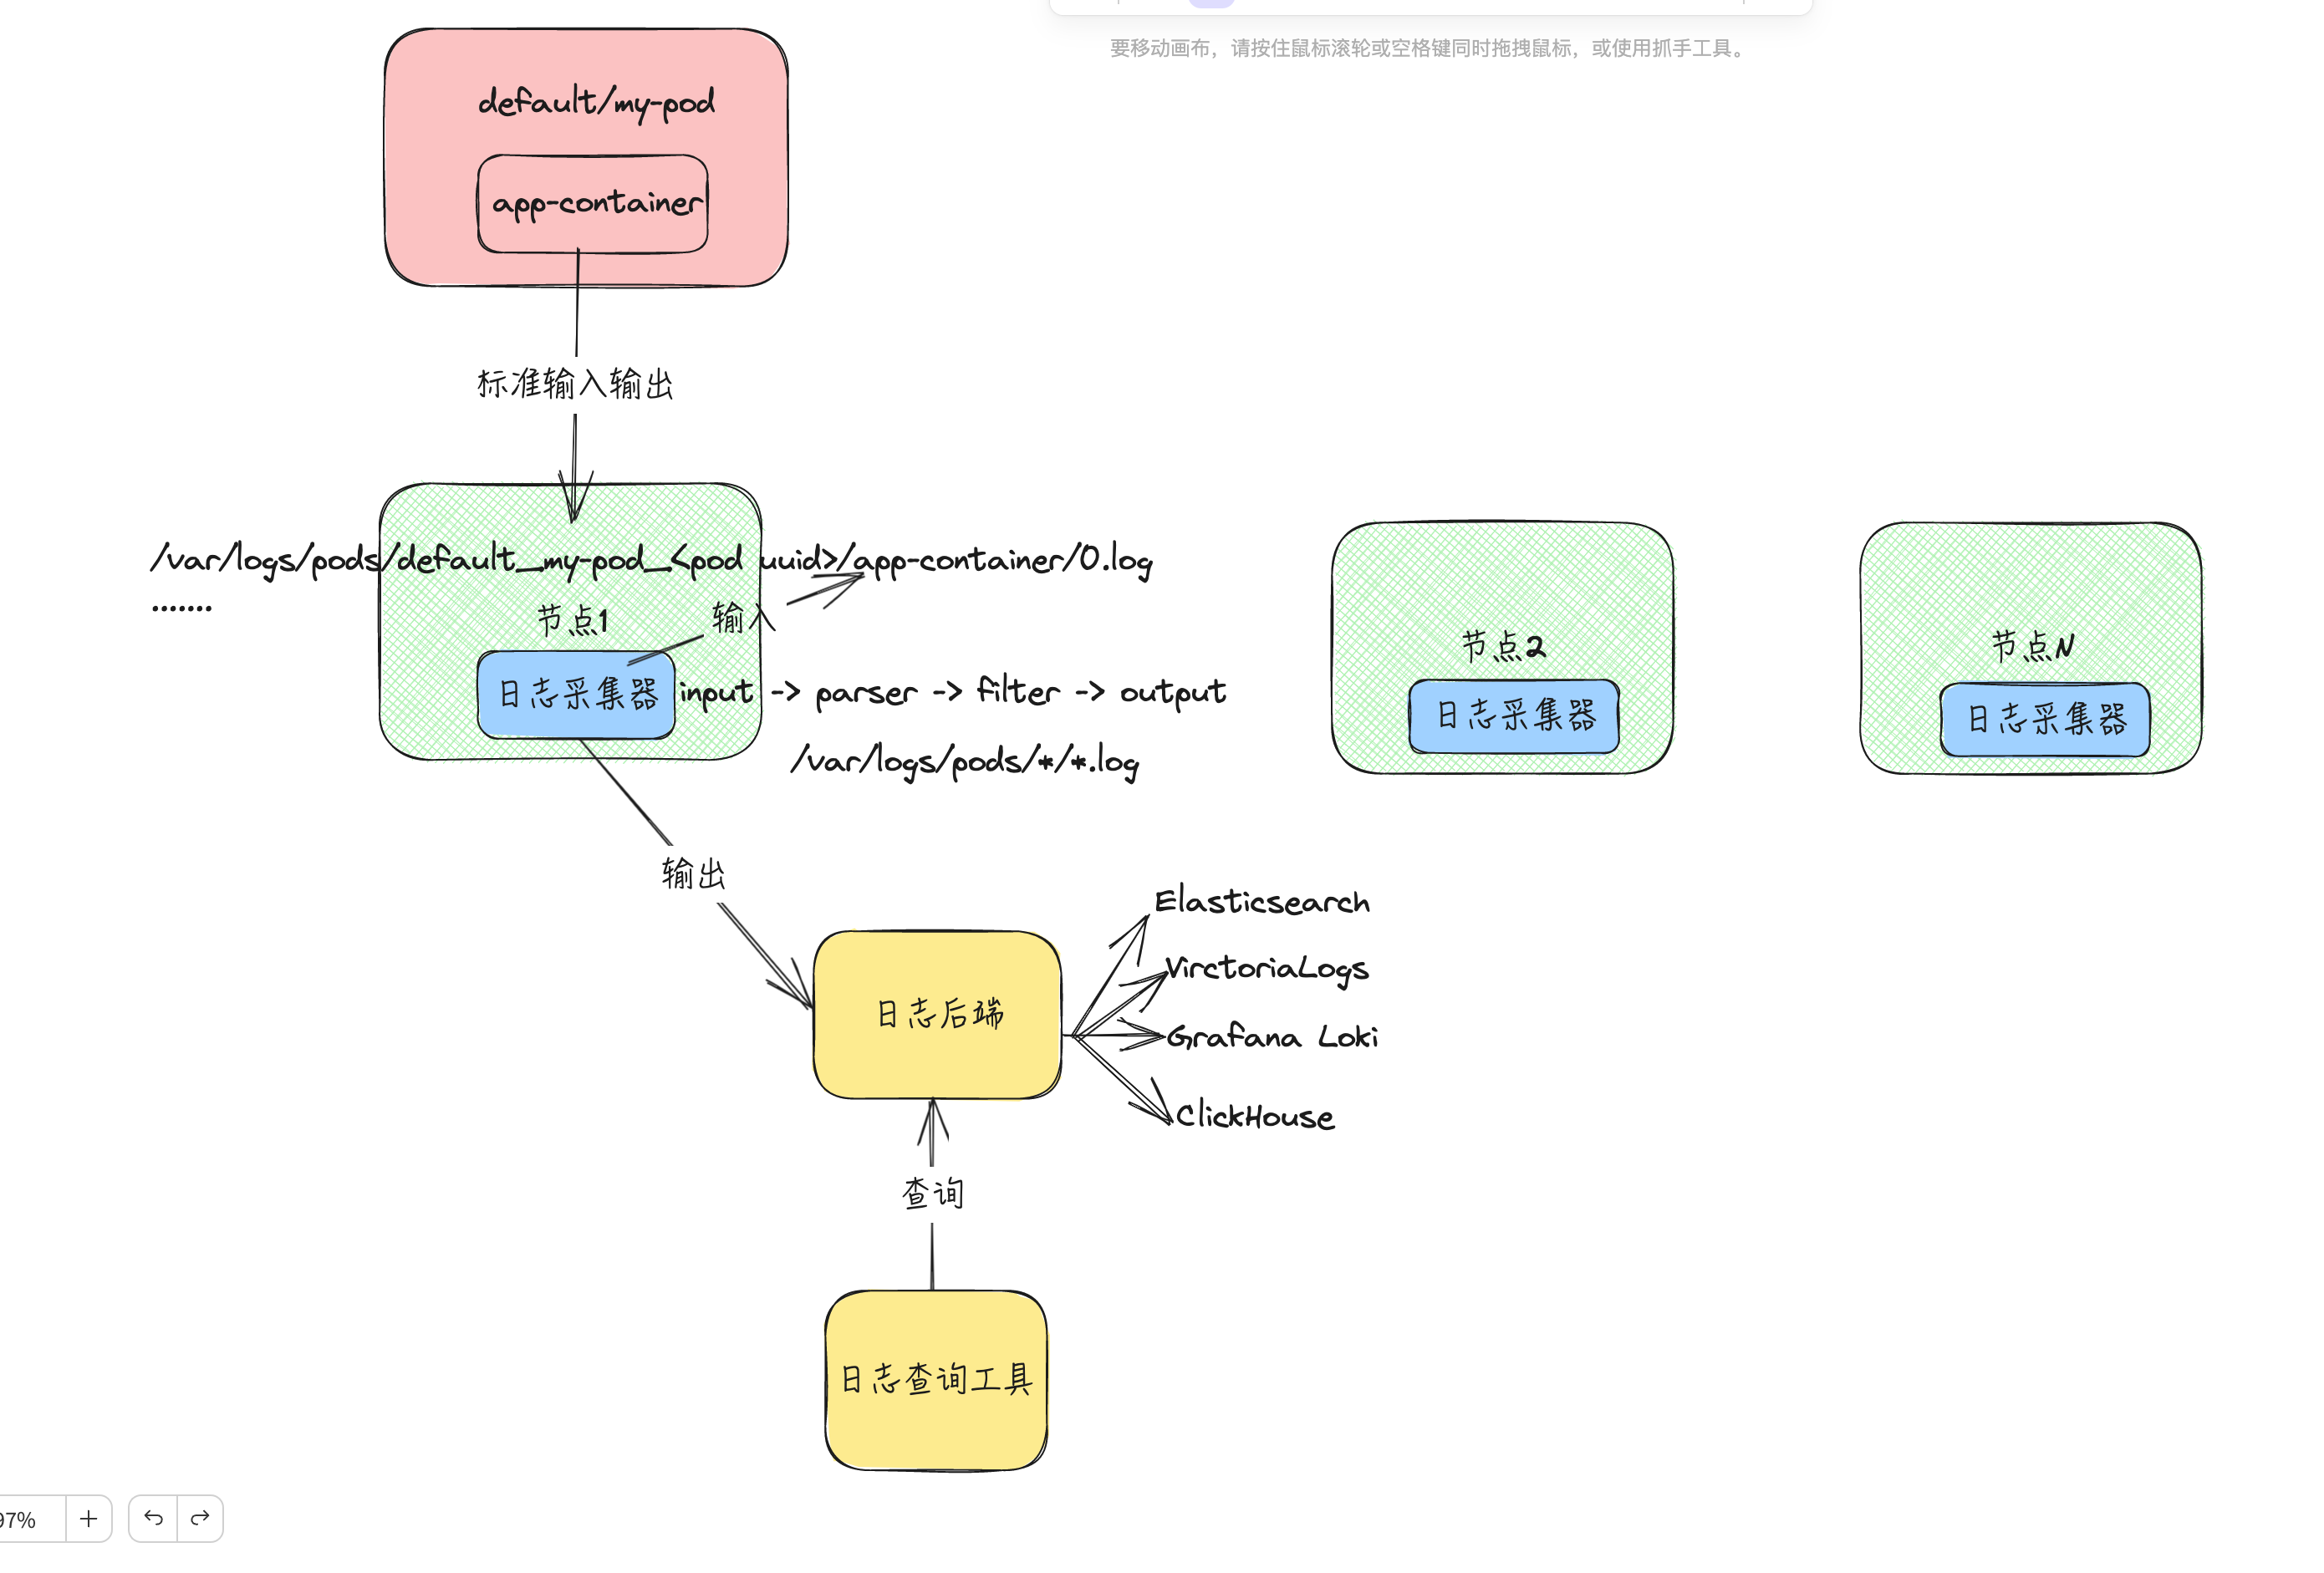 要移动画布，请按住鼠标滚轮或空格键同时拖拽鼠标，或使用抓手工具。
default/my-pod
app-container
标准输入输出
/var/logs/pods/default_my-pod_<pod uuid>/app-container/0.log
.......
节点1
输入
日志采集器
input -> parser -> filter -> output
/var/logs/pods/*/*.log
节点2
日志采集器
节点N
日志采集器
输出
日志后端
Elasticsearch
VirctoriaLogs
Grafana Loki
ClickHouse
查询
日志查询工具
97%